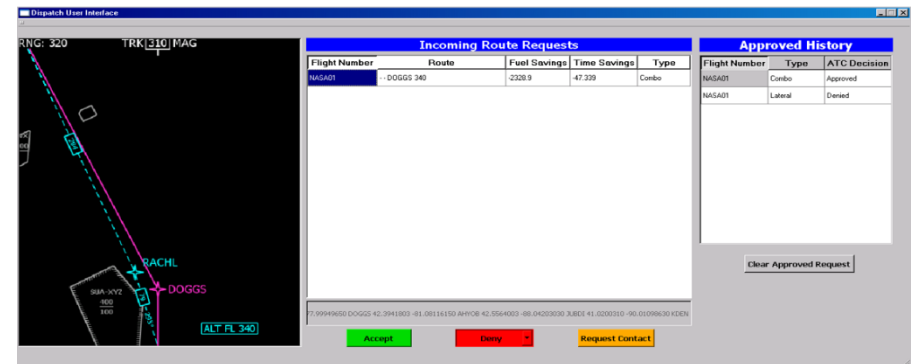 Dispatch User Interface
RNG: 320 TRK 310 MAG
RACHL
DOGGS
SUA-XYZ
400
100
ALT FL 340
Incoming Route Requests
Flight Number Route Fuel Savings Time Savings Type
NASA01 - - DOGGS 340 -2328.9 -47.339 Combo
77.99949650 DOGGS 42.3941803 -81.08116150 AHYOB 42.5564003 -88.04203030 JUBDI 41.0200310 -90.01098630 KDEN
Accept Deny Request Contact
Approved History
Flight Number Type ATC Decision
NASA01 Combo Approved
NASA01 Lateral Denied
Clear Approved Request